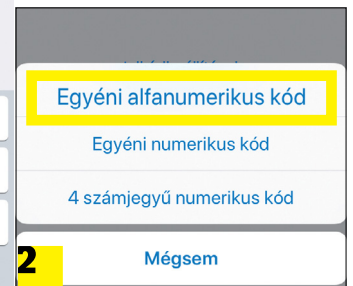 Egyéni alfanumerikus kód
Egyéni numerikus kód
4 számjegyű numerikus kód
Mégsem
2